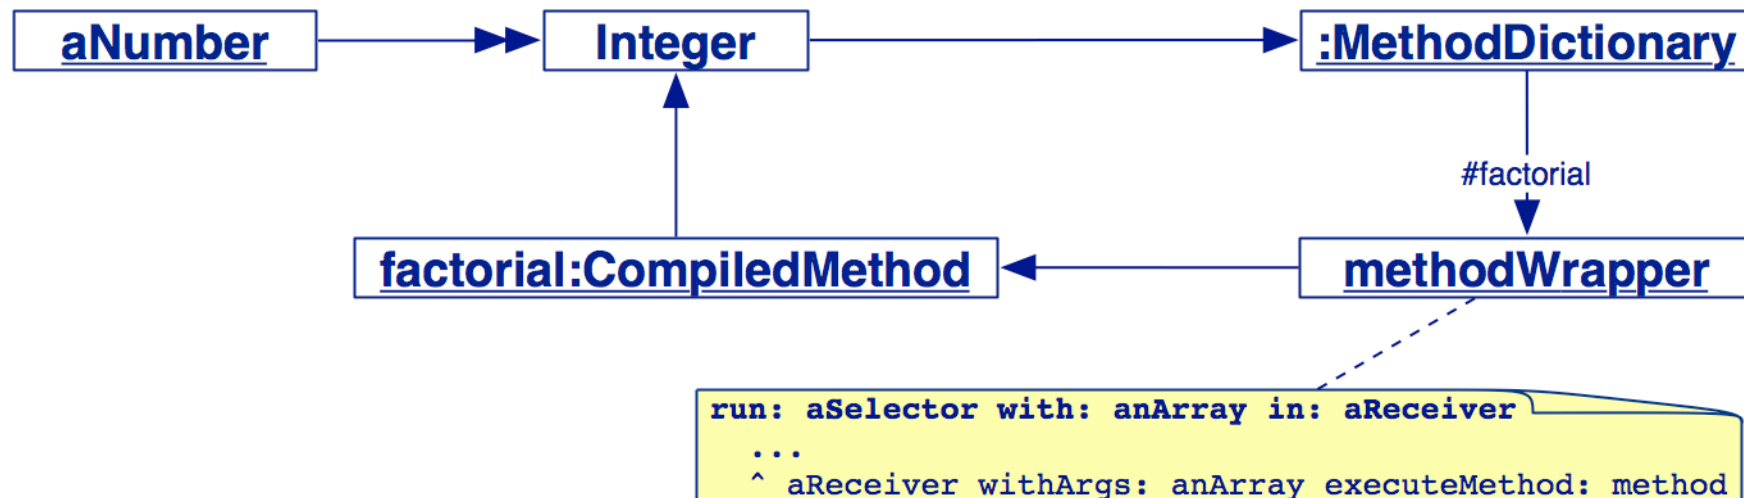 aNumber
Integer
:MethodDictionary
#factorial
factorial:CompiledMethod
methodWrapper
run: aSelector with: anArray in: aReceiver
...
^ aReceiver withArgs: anArray executeMethod: method